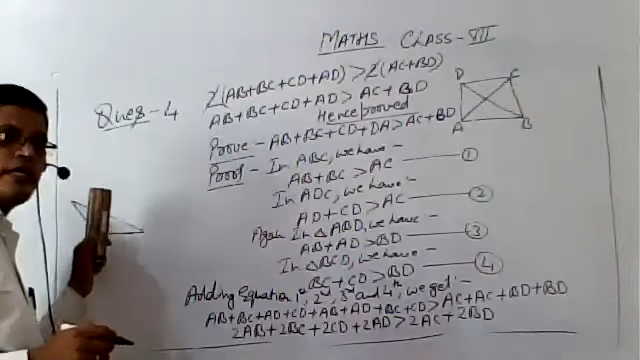 MATHS CLASS-VII
Ques-4
2(AB+BC+CD+AD) > 2(AC+BD)
AB+BC+CD+AD > AC+BD
Hence proved
Prove - AB+BC+CD+DA > AC+BD
Proof - In ABC, we have -
AB+BC > AC ① 
In ADC, we have -
AD+CD > AC ②
Again In △ABD, we have -
AB+AD > BD ③
In △BCD, we have -
BC+CD > BD ④
Adding Equation 1st, 2nd, 3rd and 4th, we get -
AB+BC+AD+CD+AB+AD+BC+CD > AC+AC+BD+BD
2AB+2BC+2CD+2AD > 2AC+2BD
D C
A B